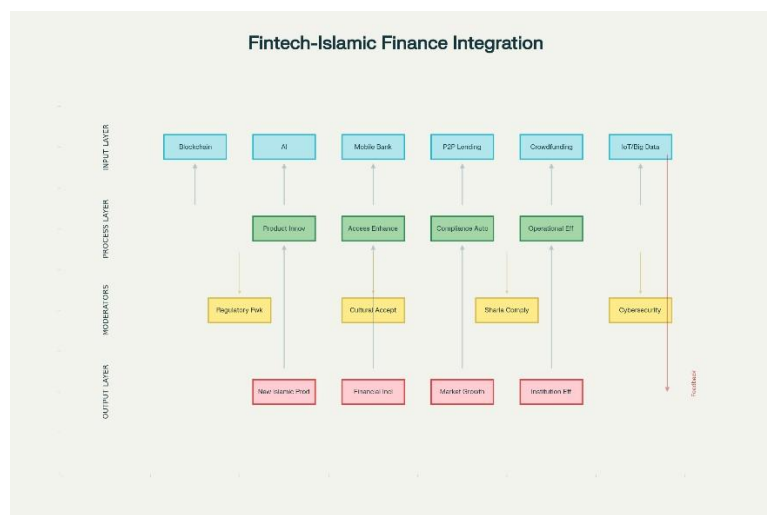 Fintech-Islamic Finance Integration
INPUT LAYER
Blockchain
AI
Mobile Bank
P2P Lending
Crowdfunding
IoT/Big Data
PROCESS LAYER
Product Innov
Access Enhance
Compliance Auto
Operational Eff
MODERATORS
Regulatory Fwk
Cultural Accept
Sharia Comply
Cybersecurity
OUTPUT LAYER
New Islamic Prod
Financial Incl
Market Growth
Institution Eff
Feedback